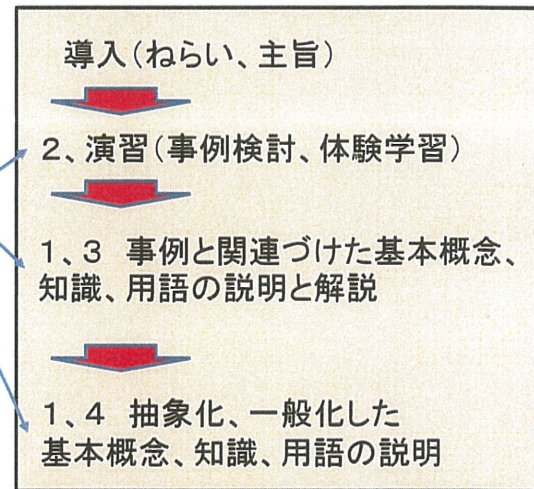 導入(ねらい、主旨)
2、演習(事例検討、体験学習)
1、3 事例と関連づけた基本概念、
知識、用語の説明と解説
1、4 抽象化、一般化した
基本概念、知識、用語の説明